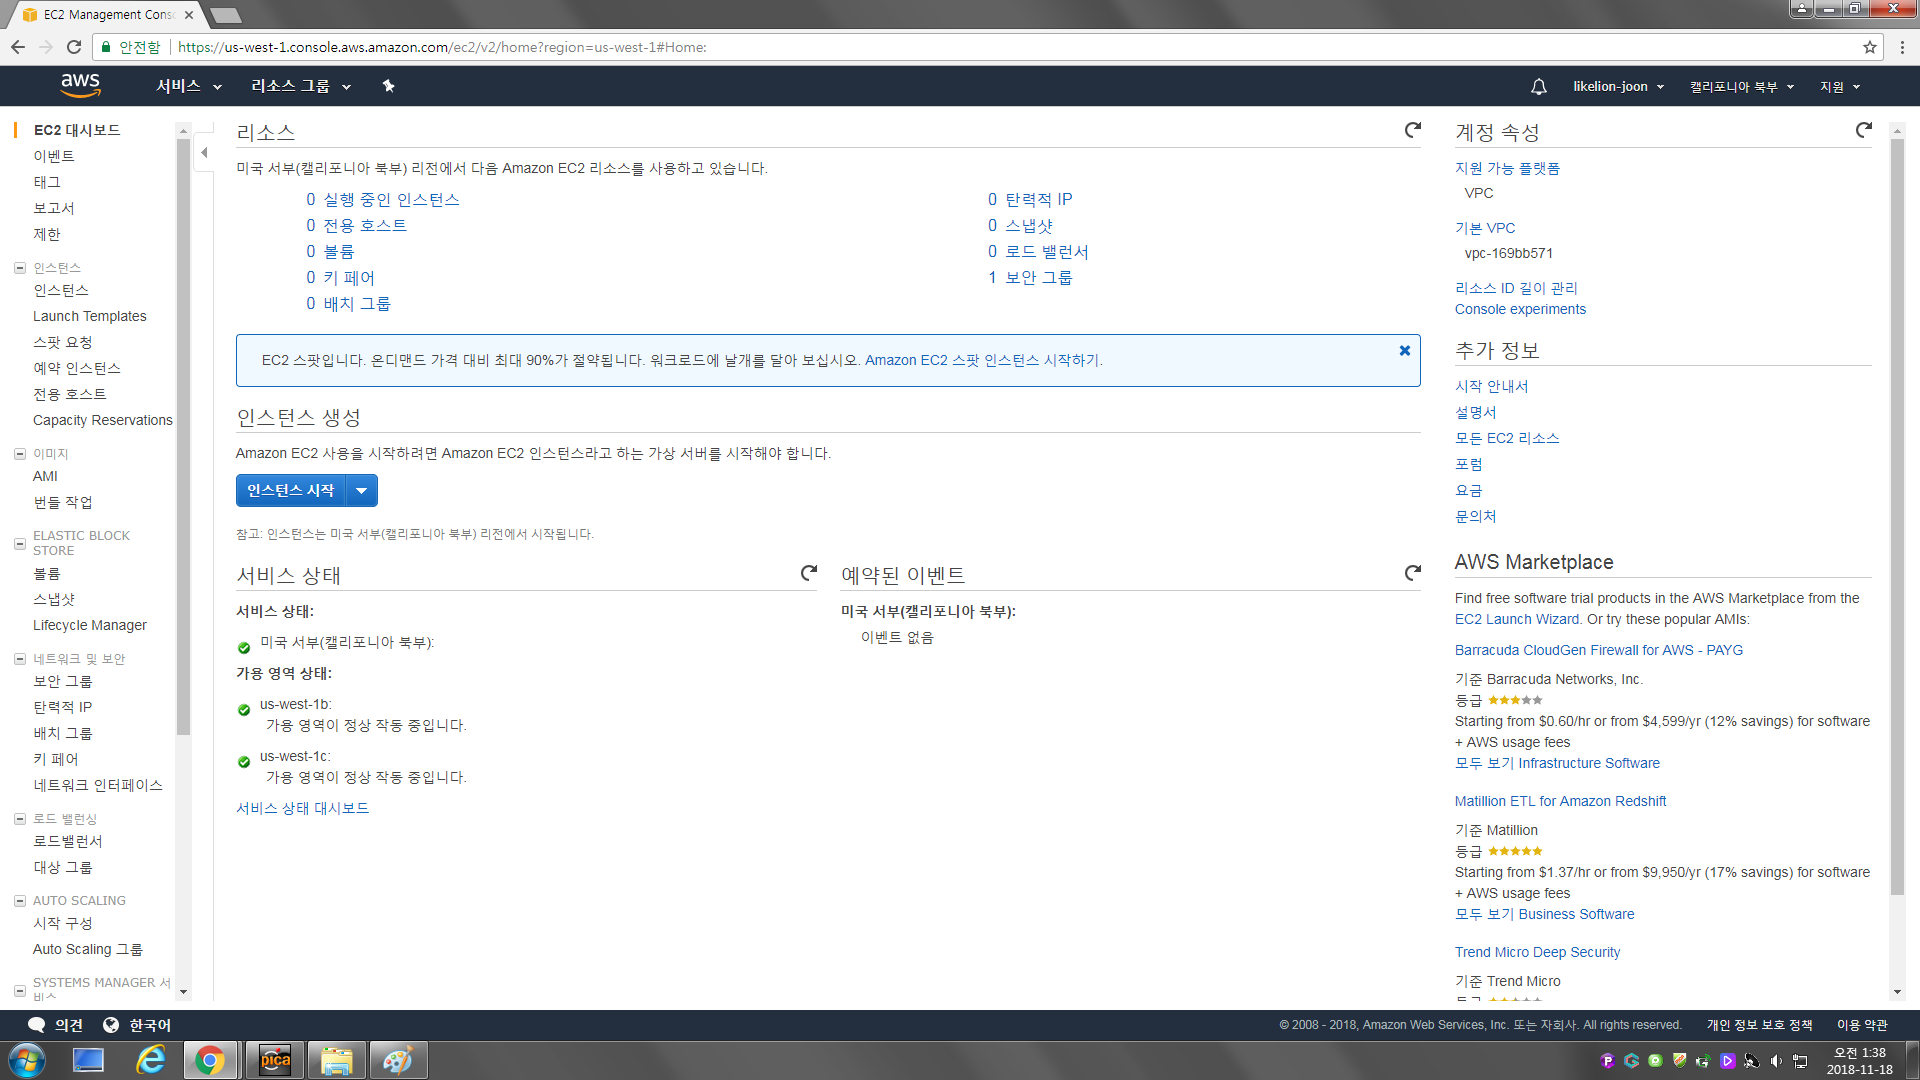 EC2 Management Cons
안전함
https://us-west-1.console.aws.amazon.com/ec2/v2/home?region=us-west-1#Home:
aws
서비스
리소스 그룹
likelion-joon
캘리포니아 북부
지원
EC2 대시보드
이벤트
태그
보고서
제한
인스턴스
인스턴스
Launch Templates
스팟 요청
예약 인스턴스
전용 호스트
Capacity Reservations
이미지
AMI
번들 작업
ELASTIC BLOCK
STORE
볼륨
스냅샷
Lifecycle Manager
네트워크 및 보안
보안 그룹
탄력적 IP
배치 그룹
키 페어
네트워크 인터페이스
로드 밸런싱
로드밸런서
대상 그룹
AUTO SCALING
시작 구성
Auto Scaling 그룹
SYSTEMS MANAGER 서
비스
리소스
미국 서부(캘리포니아 북부) 리전에서 다음 Amazon EC2 리소스를 사용하고 있습니다.
0 실행 중인 인스턴스
0 전용 호스트
0 볼륨
0 키 페어
0 배치 그룹
0 탄력적 IP
0 스냅샷
0 로드 밸런서
1 보안 그룹
EC2 스팟입니다. 온디맨드 가격 대비 최대 90%가 절약됩니다. 워크로드에 날개를 달아 보십시오. Amazon EC2 스팟 인스턴스 시작하기.
인스턴스 생성
Amazon EC2 사용을 시작하려면 Amazon EC2 인스턴스라고 하는 가상 서버를 시작해야 합니다.
인스턴스 시작
참고: 인스턴스는 미국 서부(캘리포니아 북부) 리전에서 시작됩니다.
서비스 상태
서비스 상태:
미국 서부(캘리포니아 북부):
가용 영역 상태:
us-west-1b:
가용 영역이 정상 작동 중입니다.
us-west-1c:
가용 영역이 정상 작동 중입니다.
서비스 상태 대시보드
예약된 이벤트
미국 서부(캘리포니아 북부):
이벤트 없음
계정 속성
지원 가능 플랫폼
VPC
기본 VPC
vpc-169bb571
리소스 ID 길이 관리
Console experiments
추가 정보
시작 안내서
설명서
모든 EC2 리소스
포럼
요금
문의처
AWS Marketplace
Find free software trial products in the AWS Marketplace from the
EC2 Launch Wizard. Or try these popular AMIs:
Barracuda CloudGen Firewall for AWS - PAYG
기준 Barracuda Networks, Inc.
등급
Starting from $0.60/hr or from $4,599/yr (12% savings) for software
+ AWS usage fees
모두 보기 Infrastructure Software
Matillion ETL for Amazon Redshift
기준 Matillion
등급
Starting from $1.37/hr or from $9,950/yr (17% savings) for software
+ AWS usage fees
모두 보기 Business Software
Trend Micro Deep Security
기준 Trend Micro
등급
의견
한국어
© 2008 - 2018, Amazon Web Services, Inc. 또는 자회사. All rights reserved.
개인 정보 보호 정책
이용 약관
pica
오전 1:38
2018-11-18